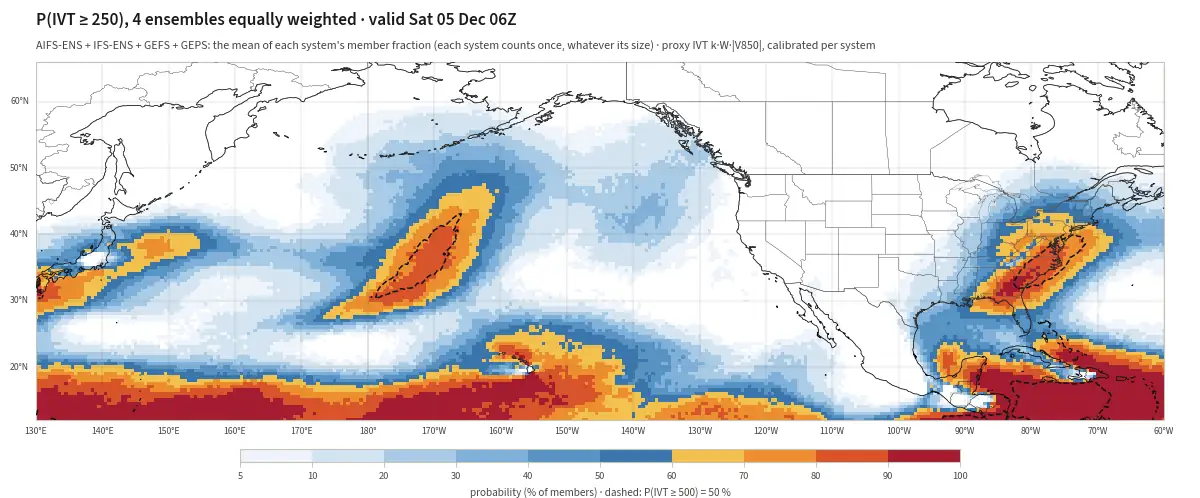 P(IVT ≥ 250), 4 ensembles equally weighted · valid Sat 05 Dec 06Z
AIFS-ENS + IFS-ENS + GEFS + GEPS: the mean of each system's member fraction (each system counts once, whatever its size) · proxy IVT k·W·|V850|, calibrated per system
60°N
50°N
40°N
30°N
20°N
130°E 140°E 150°E 160°E 170°E 180° 170°W 160°W 150°W 140°W 130°W 120°W 110°W 100°W 90°W 80°W 70°W 60°W
5 10 20 30 40 50 60 70 80 90 100
probability (% of members) · dashed: P(IVT ≥ 500) = 50 %